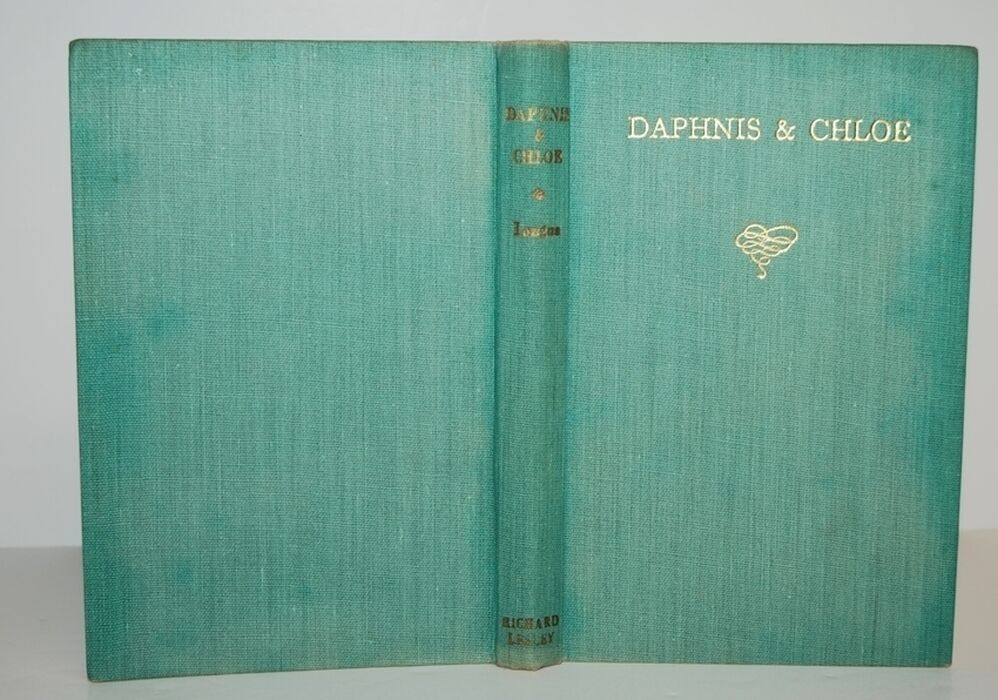 DAPHNIS
&
CHLOE
Longus
RICHARD
LESLEY
DAPHNIS & CHLOE